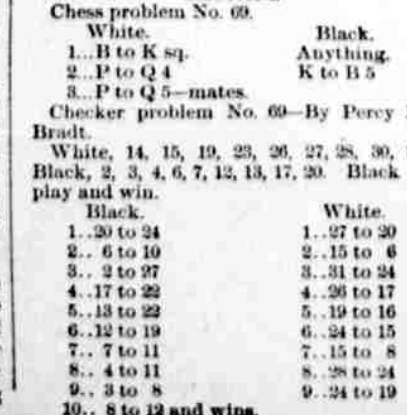 Chess problem No. 69.
White. Black.
1...B to K sq. Anything.
2...P to Q 4 K to B 5
3...P to Q 5—mates.
Checker problem No. 69—By Percy
Bradt.
White, 14, 15, 19, 23, 26, 27, 28, 30,
Black, 2, 3, 4, 6, 7, 12, 13, 17, 20. Black
play and win.
Black. White.
1..20 to 24 1..27 to 20
2.. 6 to 10 2..15 to 6
3.. 2 to 27 3..31 to 24
4..17 to 22 4..26 to 17
5..13 to 22 5..19 to 16
6..12 to 19 6..24 to 15
7.. 7 to 11 7..15 to 8
8.. 4 to 11 8..28 to 24
9.. 3 to 8 9..24 to 19
10.. 8 to 12 and wins.